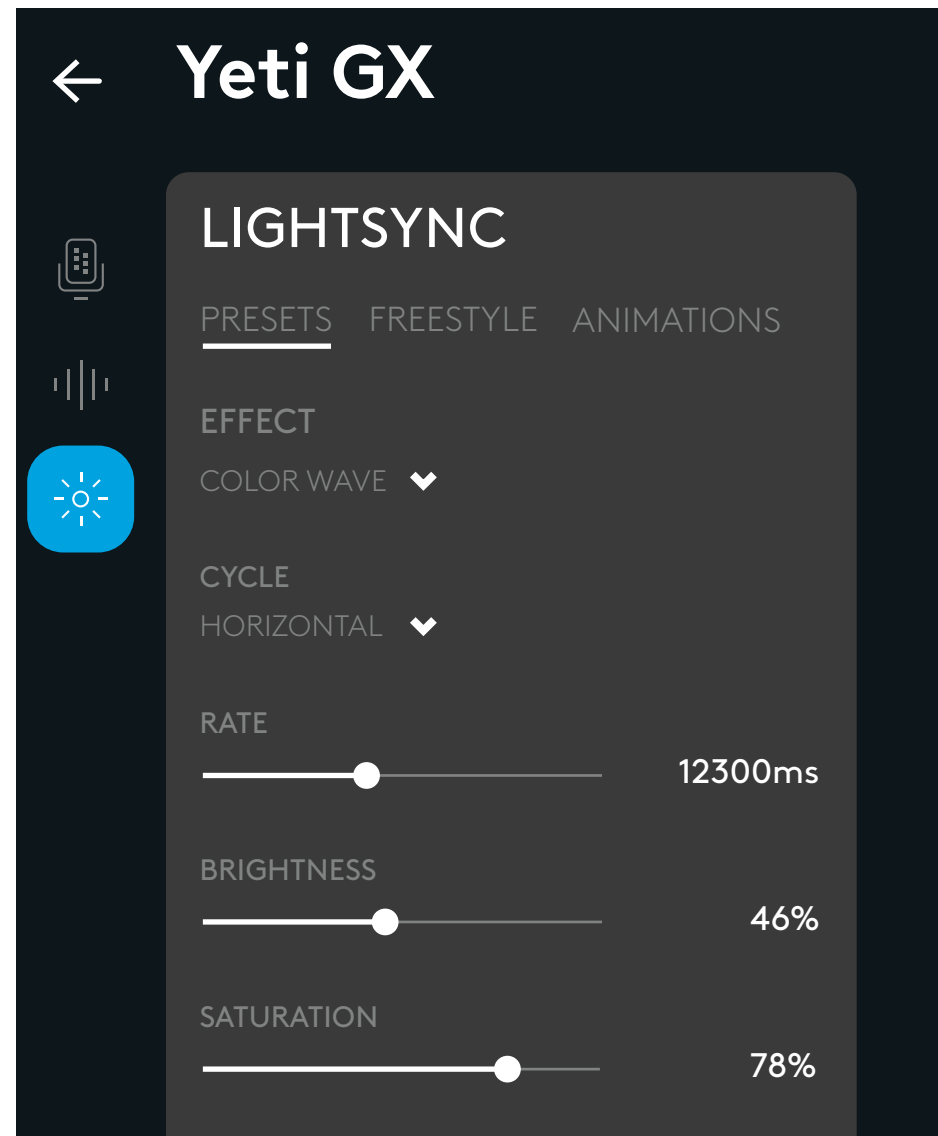 Yeti GX
LIGHTSYNC
PRESETS FREESTYLE ANIMATIONS
EFFECT
COLOR WAVE
CYCLE
HORIZONTAL
RATE
12300ms
BRIGHTNESS
46%
SATURATION
78%